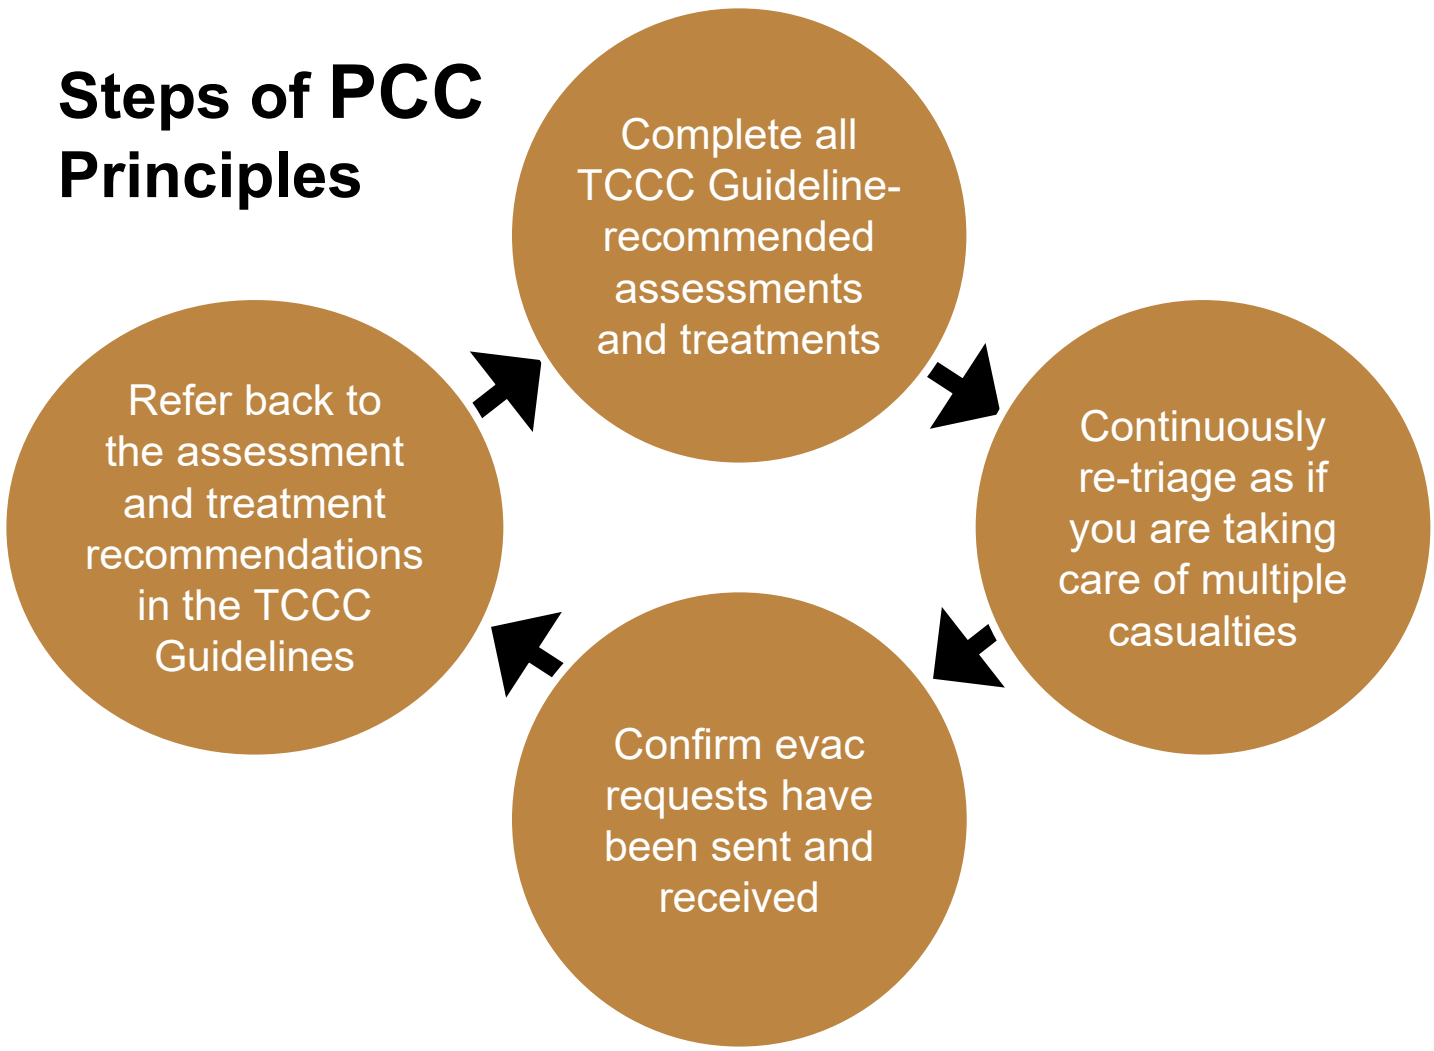 Steps of PCC
Principles
Complete all
TCCC Guideline-
recommended
assessments
and treatments
Continuously
re-triage as if
you are taking
care of multiple
casualties
Confirm evac
requests have
been sent and
received
Refer back to
the assessment
and treatment
recommendations
in the TCCC
Guidelines